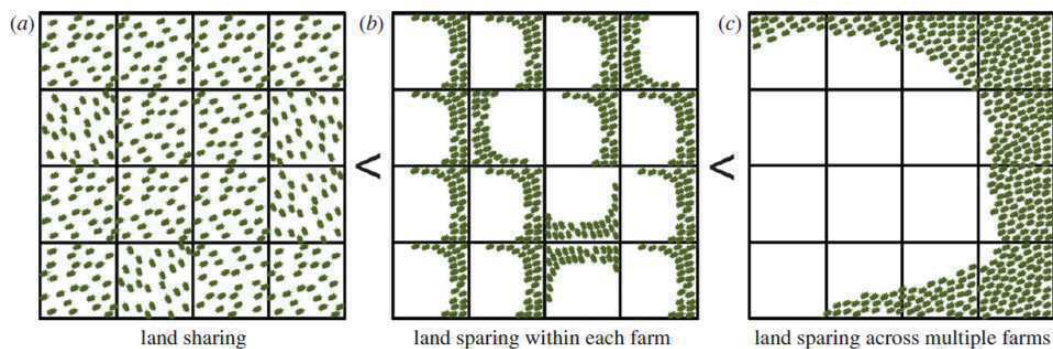 (a) (b) (c)
< <
land sharing
land sparing within each farm
land sparing across multiple farms